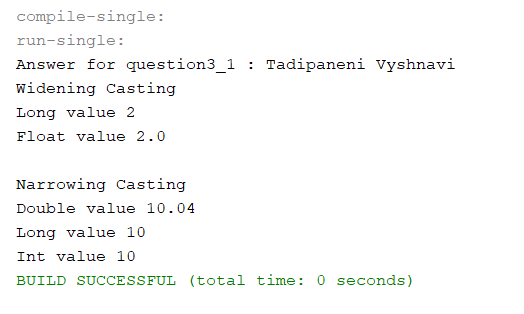 compile-single:
run-single:
Answer for question3_1 : Tadipaneni Vyshnavi
Widening Casting
Long value 2
Float value 2.0
Narrowing Casting
Double value 10.04
Long value 10
Int value 10
BUILD SUCCESSFUL (total time: 0 seconds)